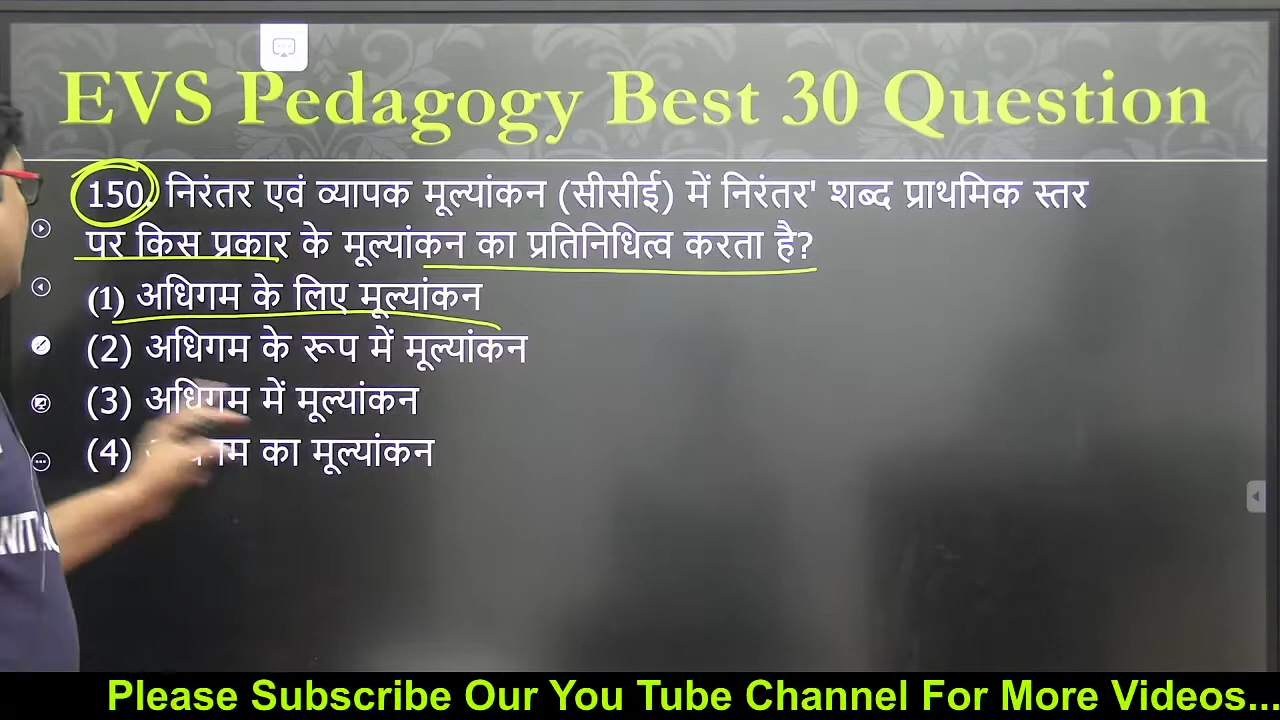 EVS Pedagogy Best 30 Question
150. निरंतर एवं व्यापक मूल्यांकन (सीसीई) में निरंतर' शब्द प्राथमिक स्तर
पर किस प्रकार के मूल्यांकन का प्रतिनिधित्व करता है?
(1) अधिगम के लिए मूल्यांकन
(2) अधिगम के रूप में मूल्यांकन
(3) अधिगम में मूल्यांकन
(4) का मूल्यांकन
Please Subscribe Our You Tube Channel For More Videos...